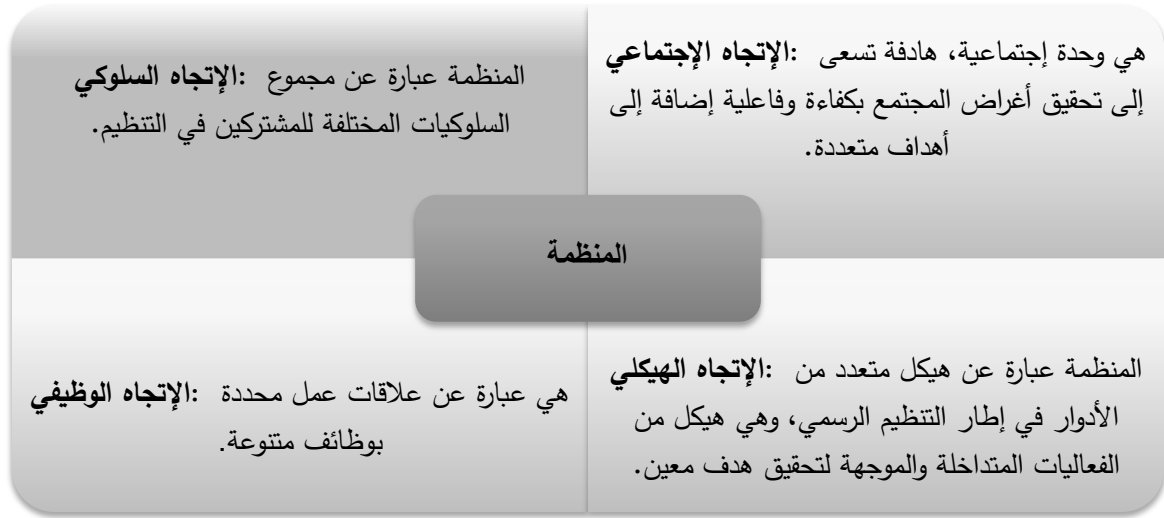 هي وحدة إجتماعية، هادفة تسعى :الإتجاه الإجتماعي
إلى تحقيق أغراض المجتمع بكفاءة وفاعلية إضافة إلى
أهداف متعددة.
المنظمة عبارة عن مجموع :الإتجاه السلوكي
السلوكيات المختلفة للمشتركين في التنظيم.
المنظمة
المنظمة عبارة عن هيكل متعدد من :الإتجاه الهيكلي
الأدوار في إطار التنظيم الرسمي، وهي هيكل من
الفعاليات المتداخلة والموجهة لتحقيق هدف معين.
هي عبارة عن علاقات عمل محددة :الإتجاه الوظيفي
بوظائف متنوعة.